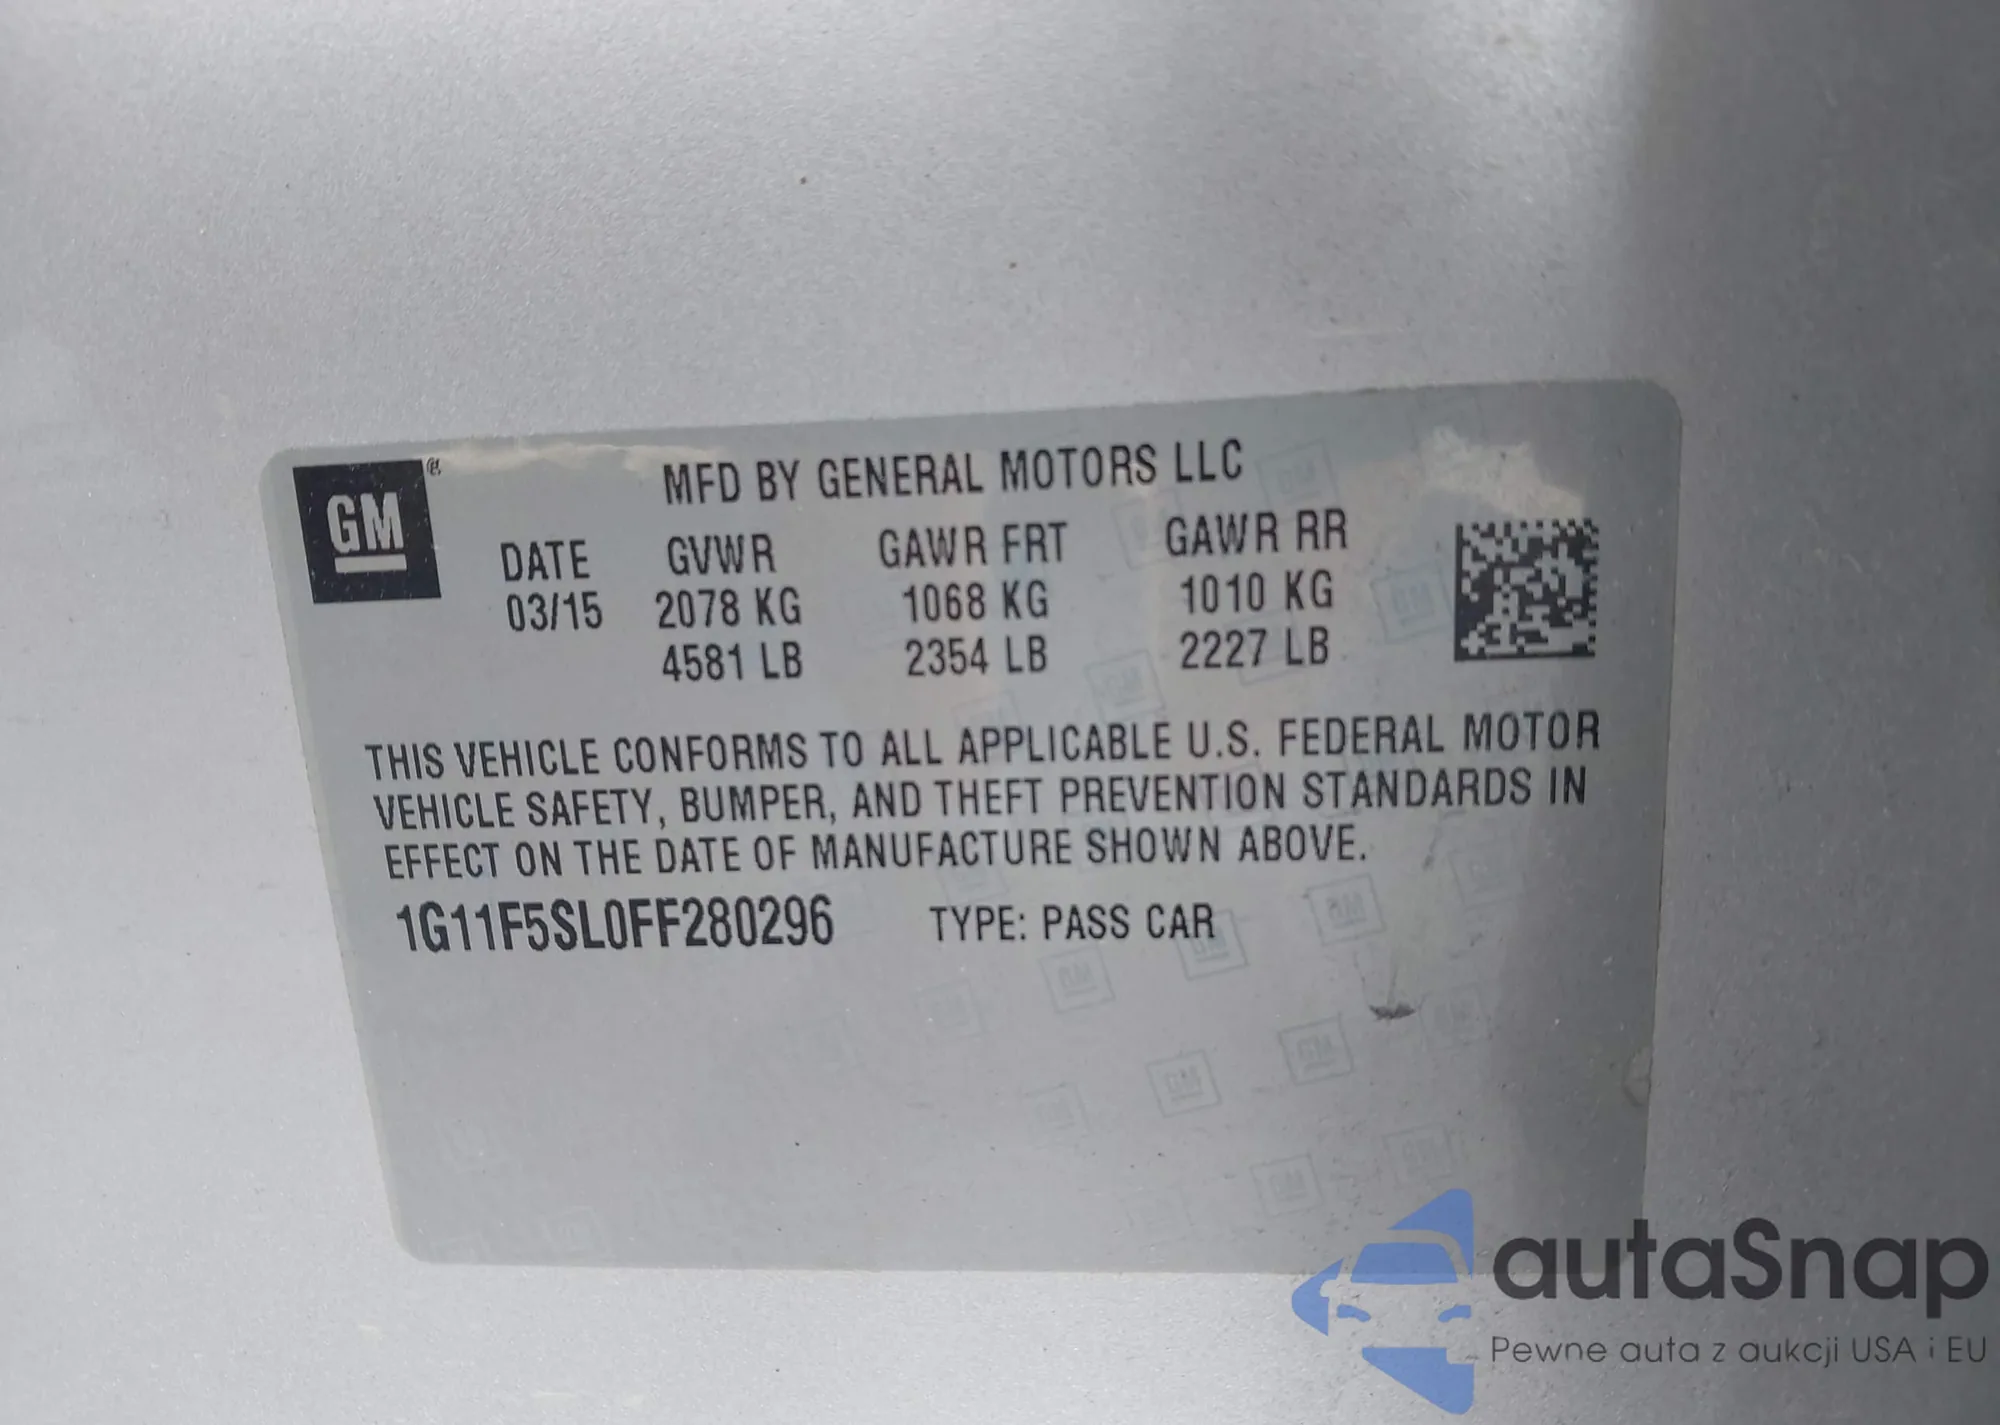 GM®
MFD BY GENERAL MOTORS LLC
DATE GVWR GAWR FRT GAWR RR
03/15 2078 KG 1068 KG 1010 KG
4581 LB 2354 LB 2227 LB
THIS VEHICLE CONFORMS TO ALL APPLICABLE U.S. FEDERAL MOTOR
VEHICLE SAFETY, BUMPER, AND THEFT PREVENTION STANDARDS IN
EFFECT ON THE DATE OF MANUFACTURE SHOWN ABOVE.
1G11F5SL0FF280296 TYPE: PASS CAR
autaSnap
Pewne auta z aukcji USA i EU